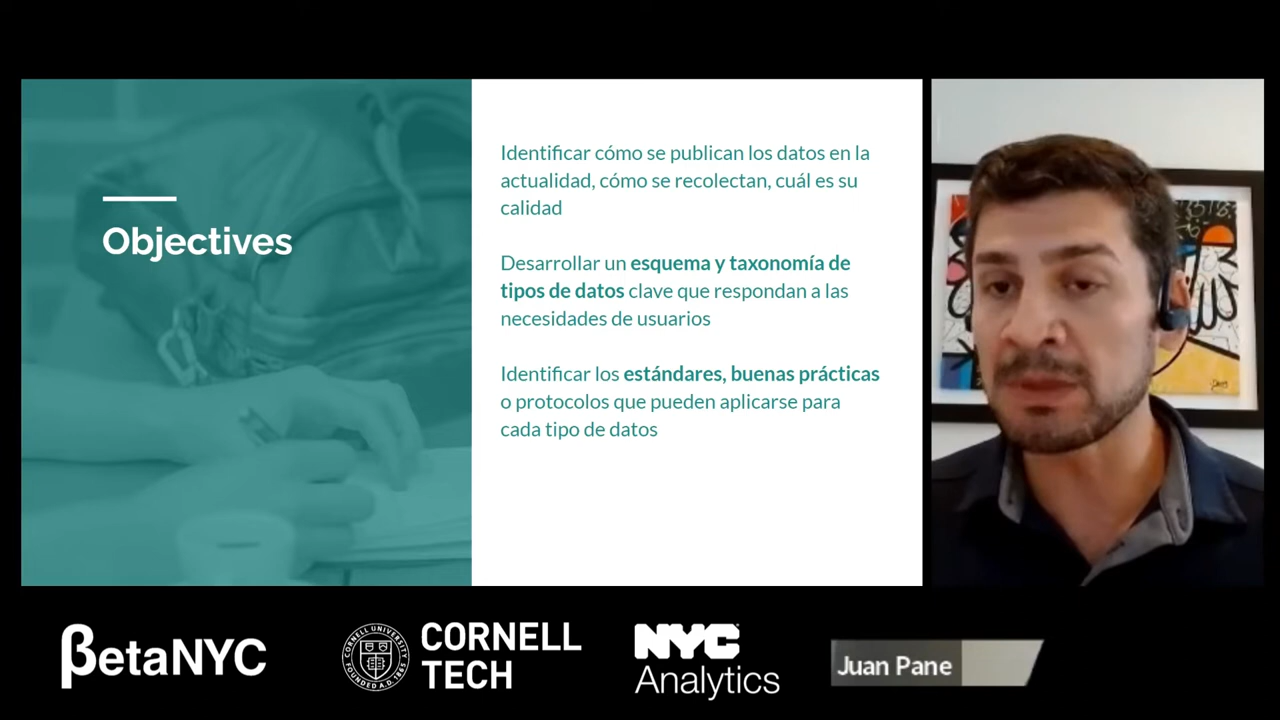 Objectives
Identificar cómo se publican los datos en la
actualidad, cómo se recolectan, cuál es su
calidad
Desarrollar un esquema y taxonomía de
tipos de datos clave que respondan a las
necesidades de usuarios
Identificar los estándares, buenas prácticas
o protocolos que pueden aplicarse para
cada tipo de datos
βetaNYC
CORNELL
TECH
NYC
Analytics
Juan Pane